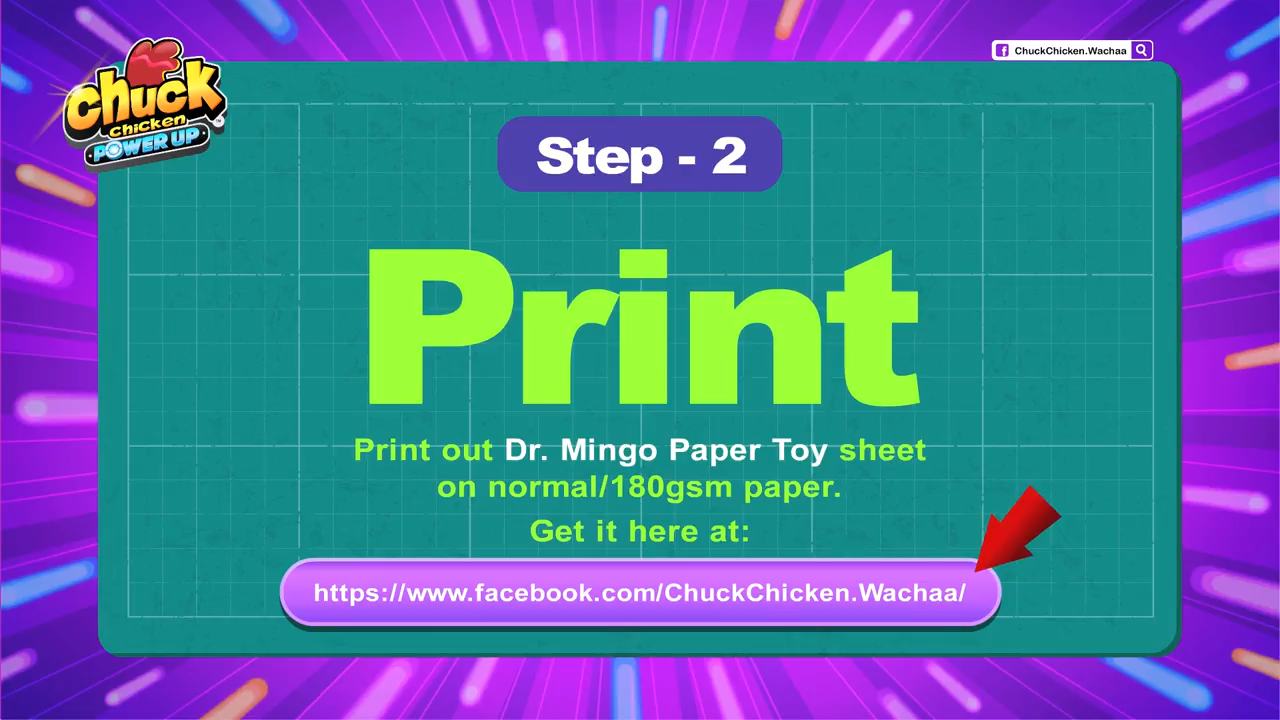 Chuck
Chicken
POWER UP
ChuckChicken.Wachaa
Step - 2
Print
Print out Dr. Mingo Paper Toy sheet
on normal/180gsm paper.
Get it here at:
https://www.facebook.com/ChuckChicken.Wachaa/